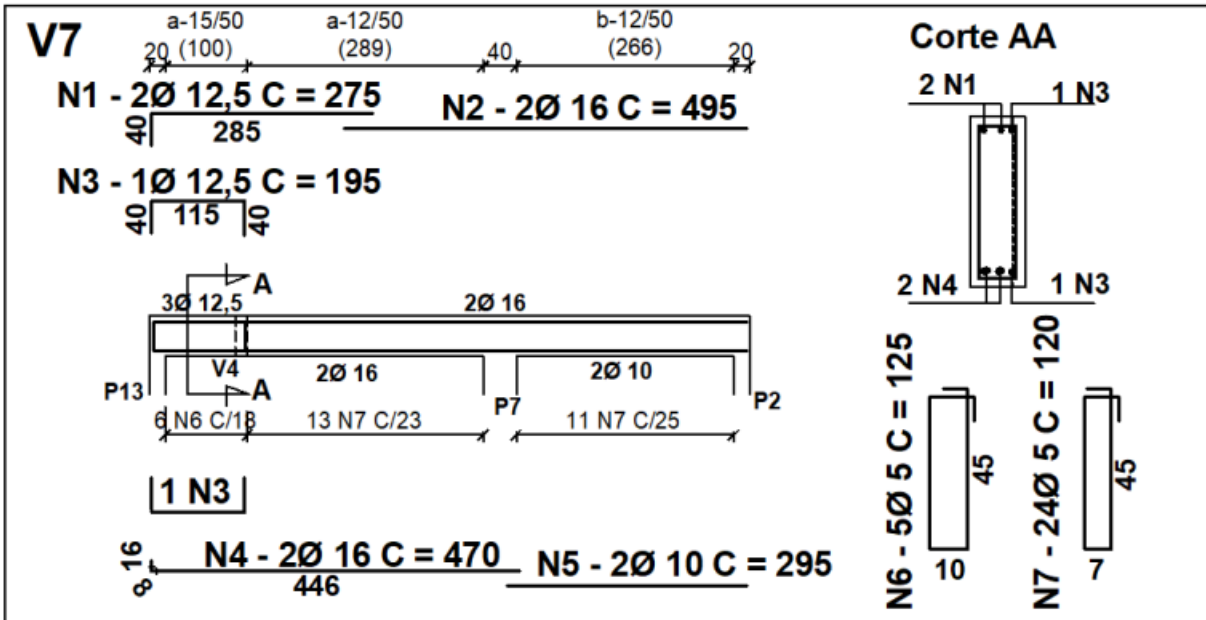 V7
a-15/50
a-12/50
b-12/50
20 (100)
(289)
40
(266)
20
N1 - 2Ø 12,5 C = 275
40
285
N2 - 2Ø 16 C = 495
N3 - 1Ø 12,5 C = 195
40
115
40
A
3Ø 12,5
2Ø 16
V4
A
2Ø 16
2Ø 10
P13
P7
P2
6 N6 C/18
13 N7 C/23
11 N7 C/25
1 N3
16
8
N4 - 2Ø 16 C = 470
446
N5 - 2Ø 10 C = 295
Corte AA
2 N1
1 N3
2 N4
1 N3
N6 - 5Ø 5 C = 125
45
10
N7 - 24Ø 5 C = 120
45
7